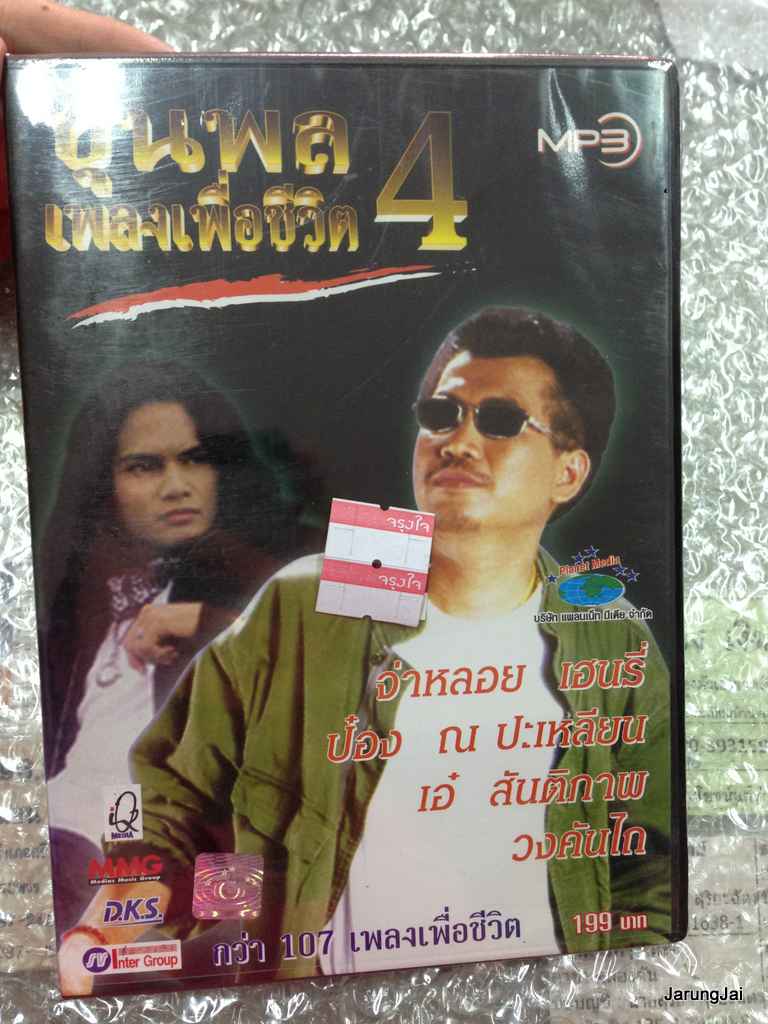 ขุนพล
เพลงเพื่อชีวิต 4
MP3
จรุงใจ
จรุงใจ
Planet Media
บริษัท แพลนเน็ท มีเดีย จำกัด
จ่าหลอย เฮนรี่
ป๋อง ณ ปะเหลียน
เอ๋ สันติภาพ
วงคันไถ
iQ
MEDIA
MMG
Medias Music Group
D.K.S.
SV Inter Group
กว่า 107 เพลงเพื่อชีวิต
199 บาท
JarungJai